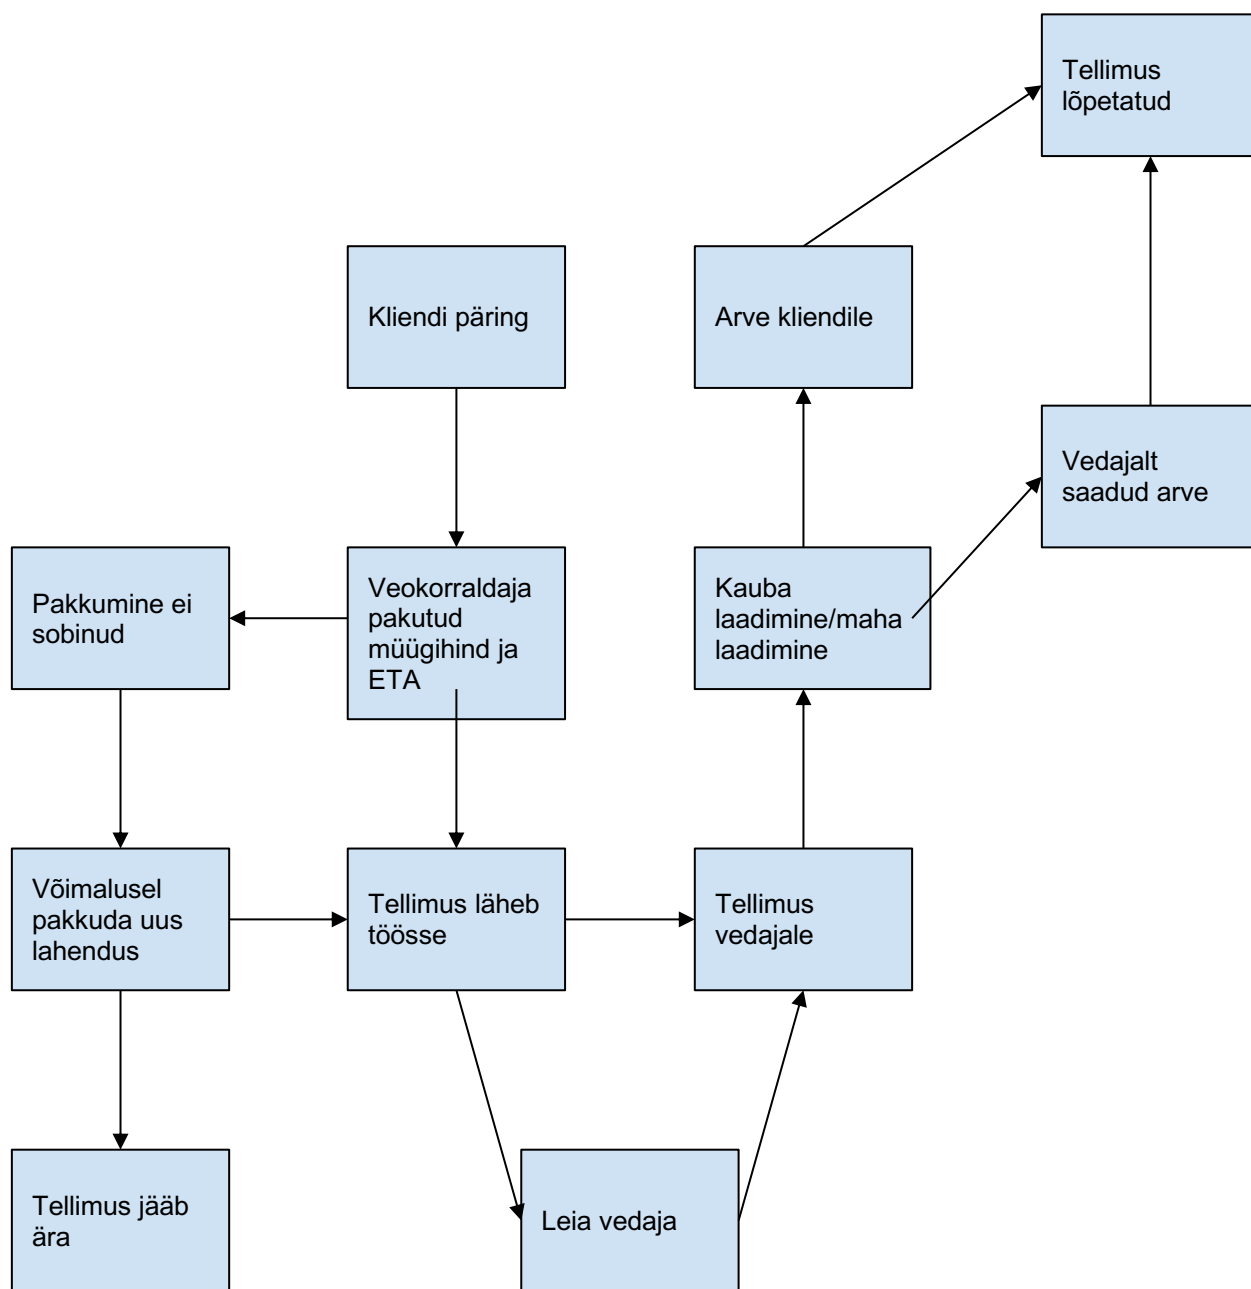 Tellimus
lõpetatud
Kliendi päring
Arve kliendile
Vedajalt
saadud arve
Pakkumine ei
sobinud
Veokorraldaja
pakutud
müügihind ja
ETA
Kauba
laadimine/maha
laadimine
Võimalusel
pakkuda uus
lahendus
Tellimus läheb
töösse
Tellimus
vedajale
Tellimus jääb
ära
Leia vedaja